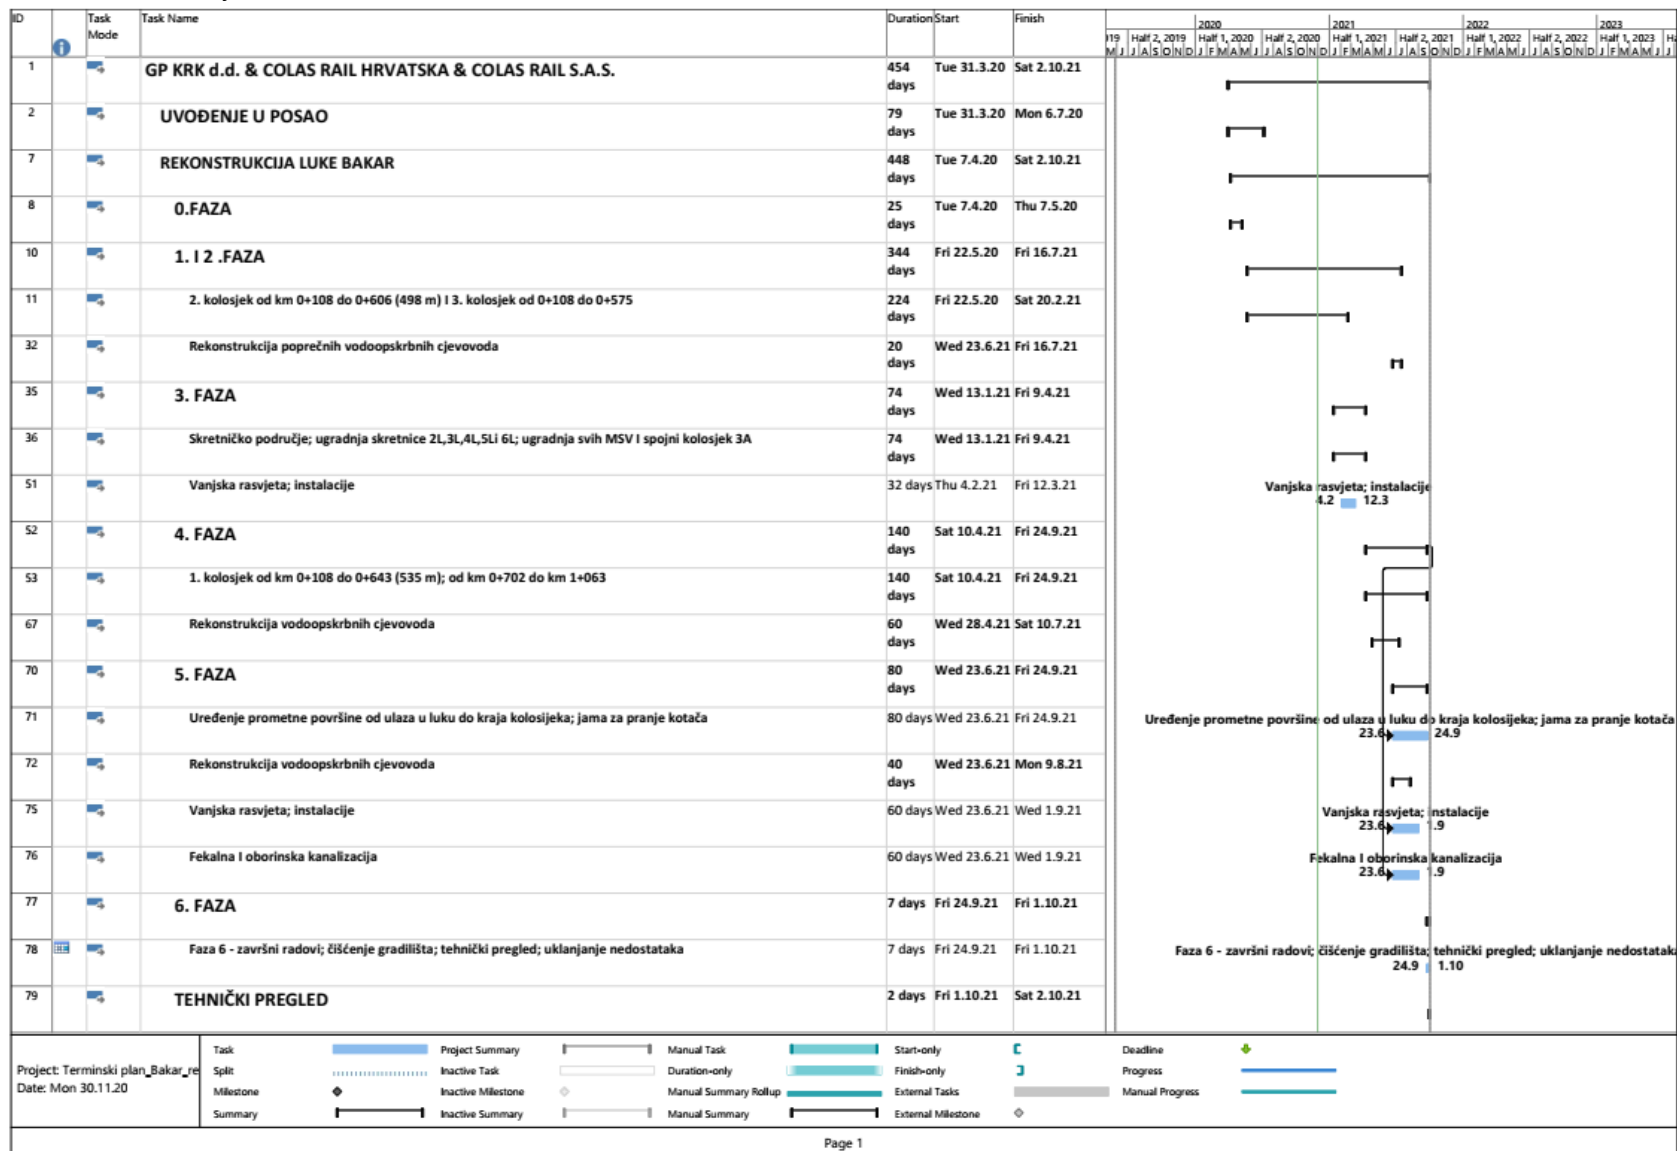 ID Task Mode Task Name Duration Start Finish
2020 2021 2022 2023
Half 2, 2019 Half 1, 2020 Half 2, 2020 Half 1, 2021 Half 2, 2021 Half 1, 2022 Half 2, 2022 Half 1, 2023
M J J A S O N D J F M A M J J A S O N D J F M A M J J A S O N D J F M A M J J A S O N D J F M A M J J
1 GP KRK d.d. & COLAS RAIL HRVATSKA & COLAS RAIL S.A.S. 454 days Tue 31.3.20 Sat 2.10.21
2 UVOĐENJE U POSAO 79 days Tue 31.3.20 Mon 6.7.20
7 REKONSTRUKCIJA LUKE BAKAR 448 days Tue 7.4.20 Sat 2.10.21
8 0.FAZA 25 days Tue 7.4.20 Thu 7.5.20
10 1. I 2 .FAZA 344 days Fri 22.5.20 Fri 16.7.21
11 2. kolosjek od km 0+108 do 0+606 (498 m) I 3. kolosjek od 0+108 do 0+575 224 days Fri 22.5.20 Sat 20.2.21
32 Rekonstrukcija poprečnih vodoopskrbnih cjevovoda 20 days Wed 23.6.21 Fri 16.7.21
35 3. FAZA 74 days Wed 13.1.21 Fri 9.4.21
36 Skretničko područje; ugradnja skretnice 2L,3L,4L,5Li 6L; ugradnja svih MSV I spojni kolosjek 3A 74 days Wed 13.1.21 Fri 9.4.21
51 Vanjska rasvjeta; instalacije 32 days Thu 4.2.21 Fri 12.3.21 Vanjska rasvjeta; instalacije
4.2 12.3
52 4. FAZA 140 days Sat 10.4.21 Fri 24.9.21
53 1. kolosjek od km 0+108 do 0+643 (535 m); od km 0+702 do km 1+063 140 days Sat 10.4.21 Fri 24.9.21
67 Rekonstrukcija vodoopskrbnih cjevovoda 60 days Wed 28.4.21 Sat 10.7.21
70 5. FAZA 80 days Wed 23.6.21 Fri 24.9.21
71 Uređenje prometne površine od ulaza u luku do kraja kolosijeka; jama za pranje kotača 80 days Wed 23.6.21 Fri 24.9.21 Uređenje prometne površine od ulaza u luku do kraja kolosijeka; jama za pranje kotača
23.6 24.9
72 Rekonstrukcija vodoopskrbnih cjevovoda 40 days Wed 23.6.21 Mon 9.8.21
75 Vanjska rasvjeta; instalacije 60 days Wed 23.6.21 Wed 1.9.21 Vanjska rasvjeta; instalacije
23.6 1.9
76 Fekalna I oborinska kanalizacija 60 days Wed 23.6.21 Wed 1.9.21 Fekalna I oborinska kanalizacija
23.6 1.9
77 6. FAZA 7 days Fri 24.9.21 Fri 1.10.21
78 Faza 6 - završni radovi; čišćenje gradilišta; tehnički pregled; uklanjanje nedostataka 7 days Fri 24.9.21 Fri 1.10.21 Faza 6 - završni radovi; čišćenje gradilišta; tehnički pregled; uklanjanje nedostataka
24.9 1.10
79 TEHNIČKI PREGLED 2 days Fri 1.10.21 Sat 2.10.21
Project: Terminski plan_Bakar_re
Date: Mon 30.11.20
Task Project Summary Manual Task Start-only Deadline
Split Inactive Task Duration-only Finish-only Progress
Milestone Inactive Milestone Manual Summary Rollup External Tasks Manual Progress
Summary Inactive Summary Manual Summary External Milestone
Page 1